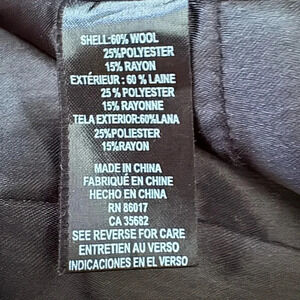 SHELL:60% WOOL
25%POLYESTER
15% RAYON
EXTÉRIEUR : 60 % LAINE
25 % POLYESTER
15 % RAYONNE
TELA EXTERIOR:60%LANA
25%POLIESTER
15%RAYON
MADE IN CHINA
FABRIQUÉ EN CHINE
HECHO EN CHINA
RN 86017
CA 35682
SEE REVERSE FOR CARE
ENTRETIEN AU VERSO
INDICACIONES EN EL VERSO